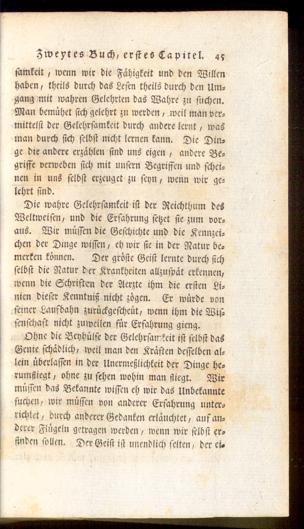 Zweytes Buch, erstes Capitel. 45
samkeit, wenn wir die Fähigkeit und den Willen
haben, theils durch das Lesen theils durch den Um-
gang mit wahren Gelehrten das Wahre zu suchen.
Man bemühet sich gelehrt zu werden, weil man ver-
mittelst der Gelehrsamkeit durch andere lernt, was
man durch sich selbst nicht lernen kann. Die Din-
ge die andere erzählen sind uns eigen, andere Be-
griffe verweben sich mit unsern Begriffen und schei-
nen in uns selbst erzeuget zu seyn, wenn wir ge-
lehrt sind.
Die wahre Gelehrsamkeit ist der Reichthum des
Weltweisen, und die Erfahrung setzet sie zum vor-
aus. Wir müssen die Geschichte und die Kennzei-
chen der Dinge wissen, eh wir sie in der Natur be-
merken können. Der gröste Geist lernte durch sich
selbst die Natur der Krankheiten allzuspät erkennen,
wenn die Schriften der Aerzte ihm die ersten Li-
nien dieser Kenntniß nicht zögen. Er würde von
seiner Laufbahn zurückgescheut, wenn ihm die Wis-
senschaft nicht zuweilen für Erfahrung gieng.
Ohne die Beyhülfe der Gelehrsamkeit ist selbst das
Genie schädlich, weil man den Kräften desselben al-
lein überlassen in der Unermeßlichkeit der Dinge he-
rumfliegt, ohne zu sehen wohin man fliegt. Wir
müssen das Bekannte wissen eh wir das Unbekannte
suchen, wir müssen von anderer Erfahrung unter-
richtet, durch anderer Gedanken erläuchtet, auf an-
derer Flügeln getragen werden, wenn wir selbst er-
finden sollen. Der Geist ist unendlich selten, der ei-